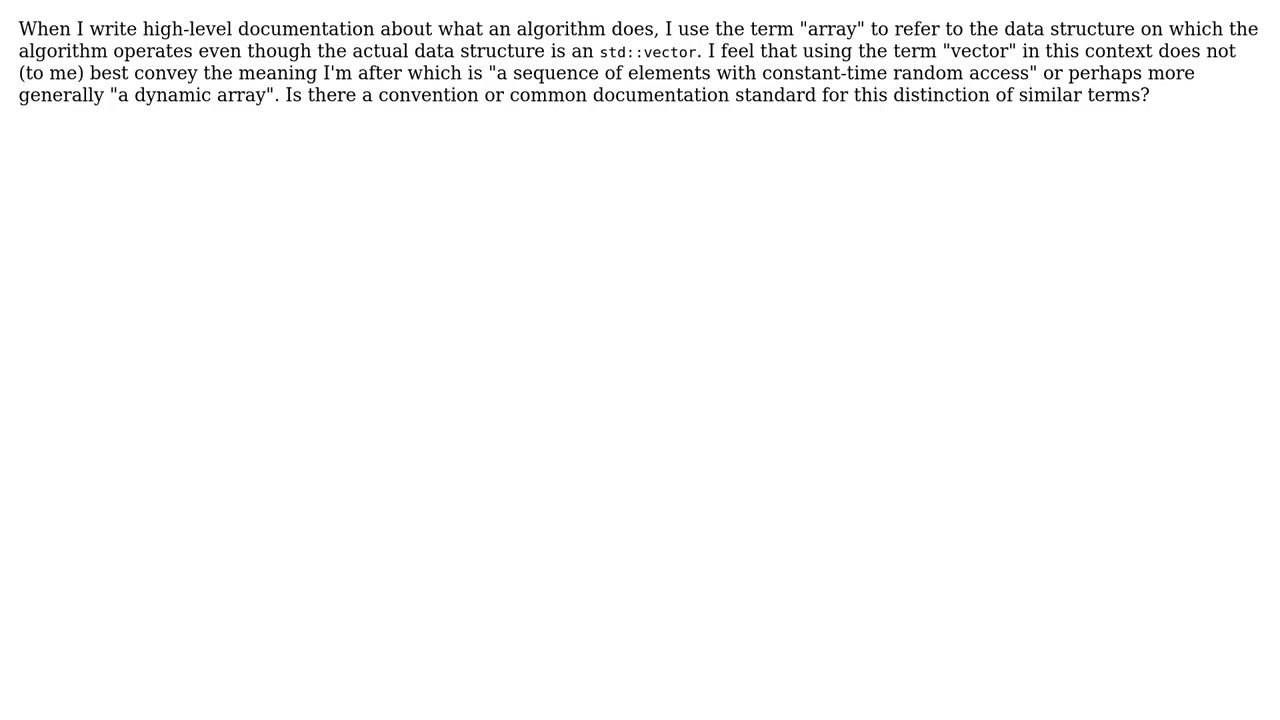 When I write high-level documentation about what an algorithm does, I use the term "array" to refer to the data structure on which the
algorithm operates even though the actual data structure is an std::vector. I feel that using the term "vector" in this context does not
(to me) best convey the meaning I'm after which is "a sequence of elements with constant-time random access" or perhaps more
generally "a dynamic array". Is there a convention or common documentation standard for this distinction of similar terms?